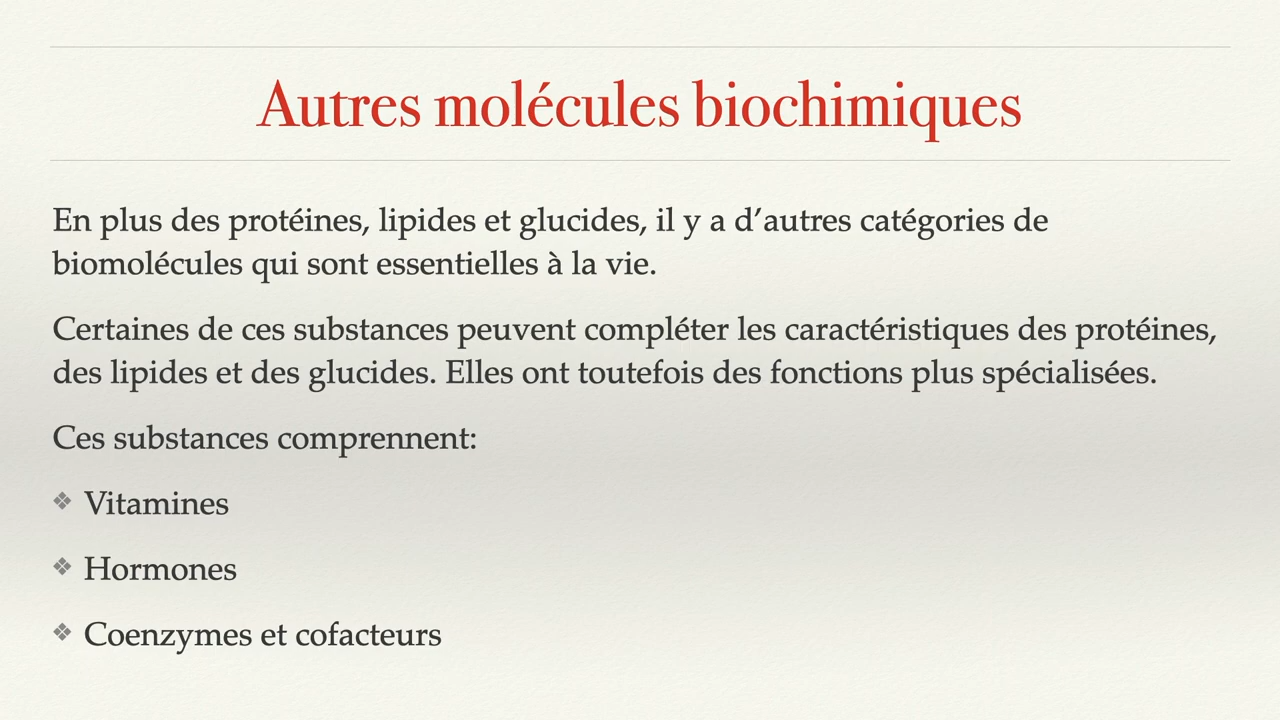 Autres molécules biochimiques
En plus des protéines, lipides et glucides, il y a d’autres catégories de
biomolécules qui sont essentielles à la vie.
Certaines de ces substances peuvent compléter les caractéristiques des protéines,
des lipides et des glucides. Elles ont toutefois des fonctions plus spécialisées.
Ces substances comprennent:
❖ Vitamines
❖ Hormones
❖ Coenzymes et cofacteurs